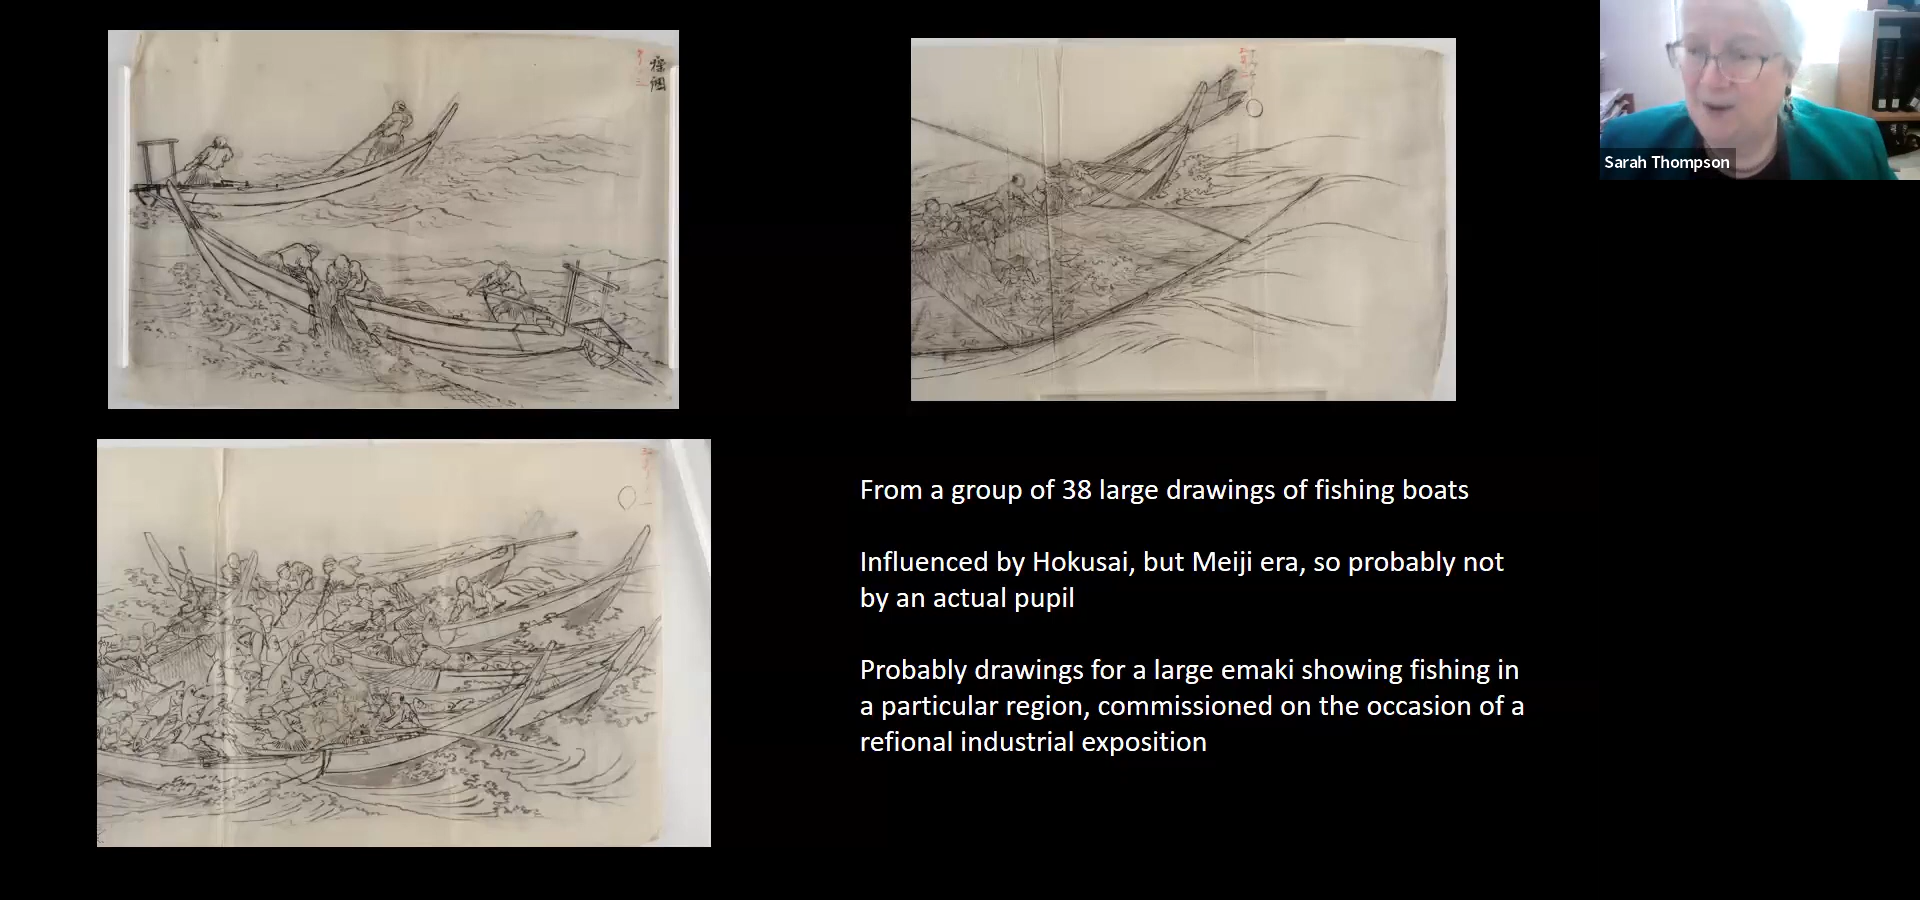 Sarah Thompson
From a group of 38 large drawings of fishing boats
Influenced by Hokusai, but Meiji era, so probably not
by an actual pupil
Probably drawings for a large emaki showing fishing in
a particular region, commissioned on the occasion of a
refional industrial exposition